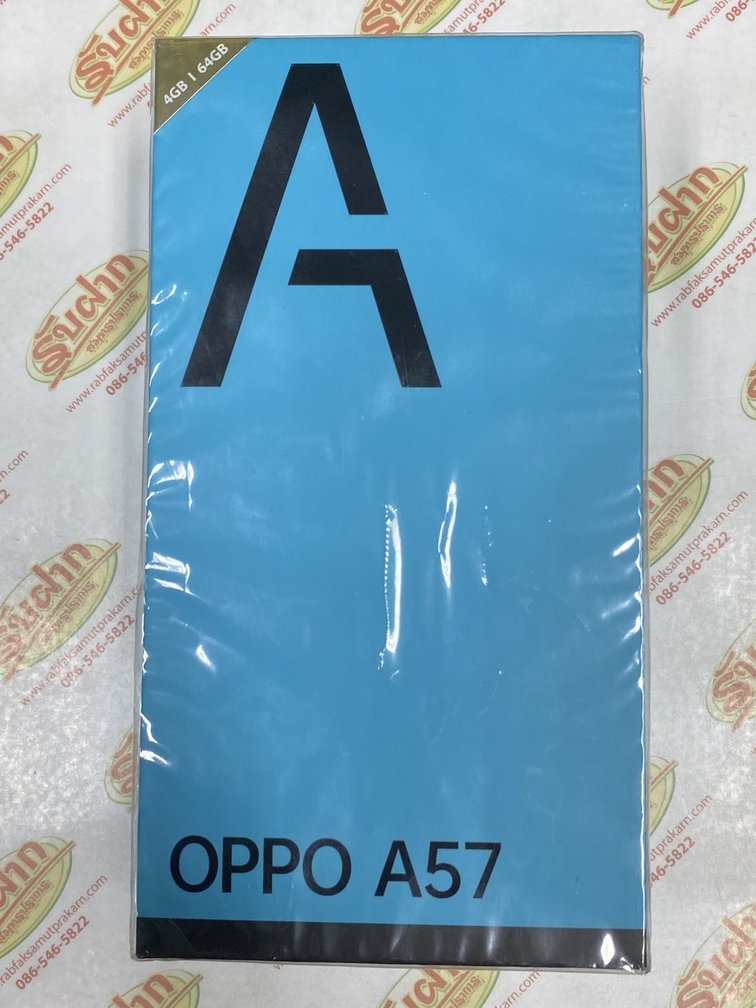 4GB | 64GB
A
OPPO A57
รับฝาก
สมุทรปราการ
www.rabfaksamutprakarn.com
086-546-5822